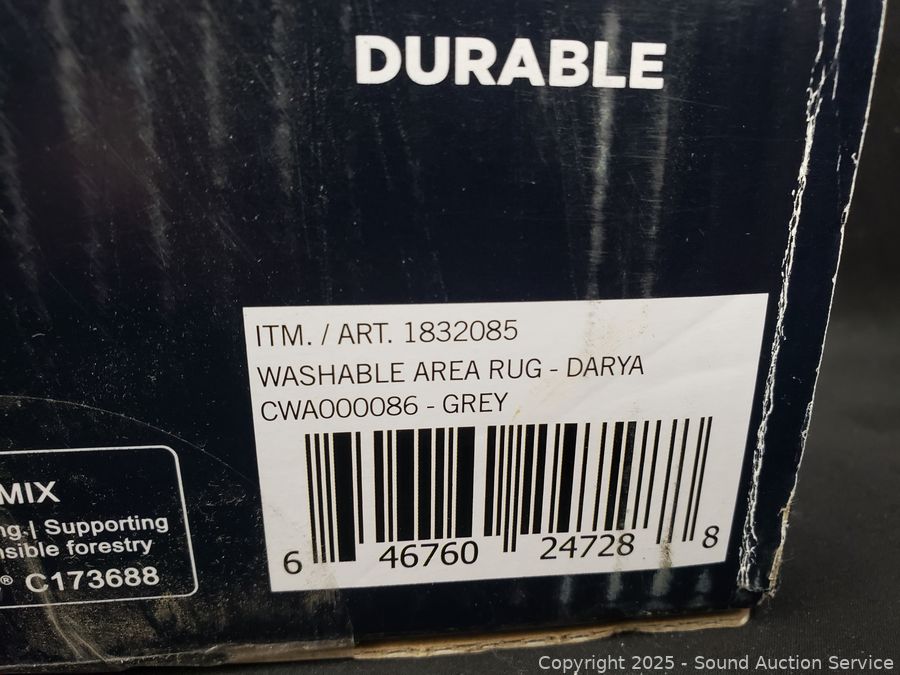 DURABLE
ITM. / ART. 1832085
WASHABLE AREA RUG - DARYA
CWA000086 - GREY
6 46760 24728 8
MIX
Supporting
forestry
® C173688
Copyright 2025 - Sound Auction Service